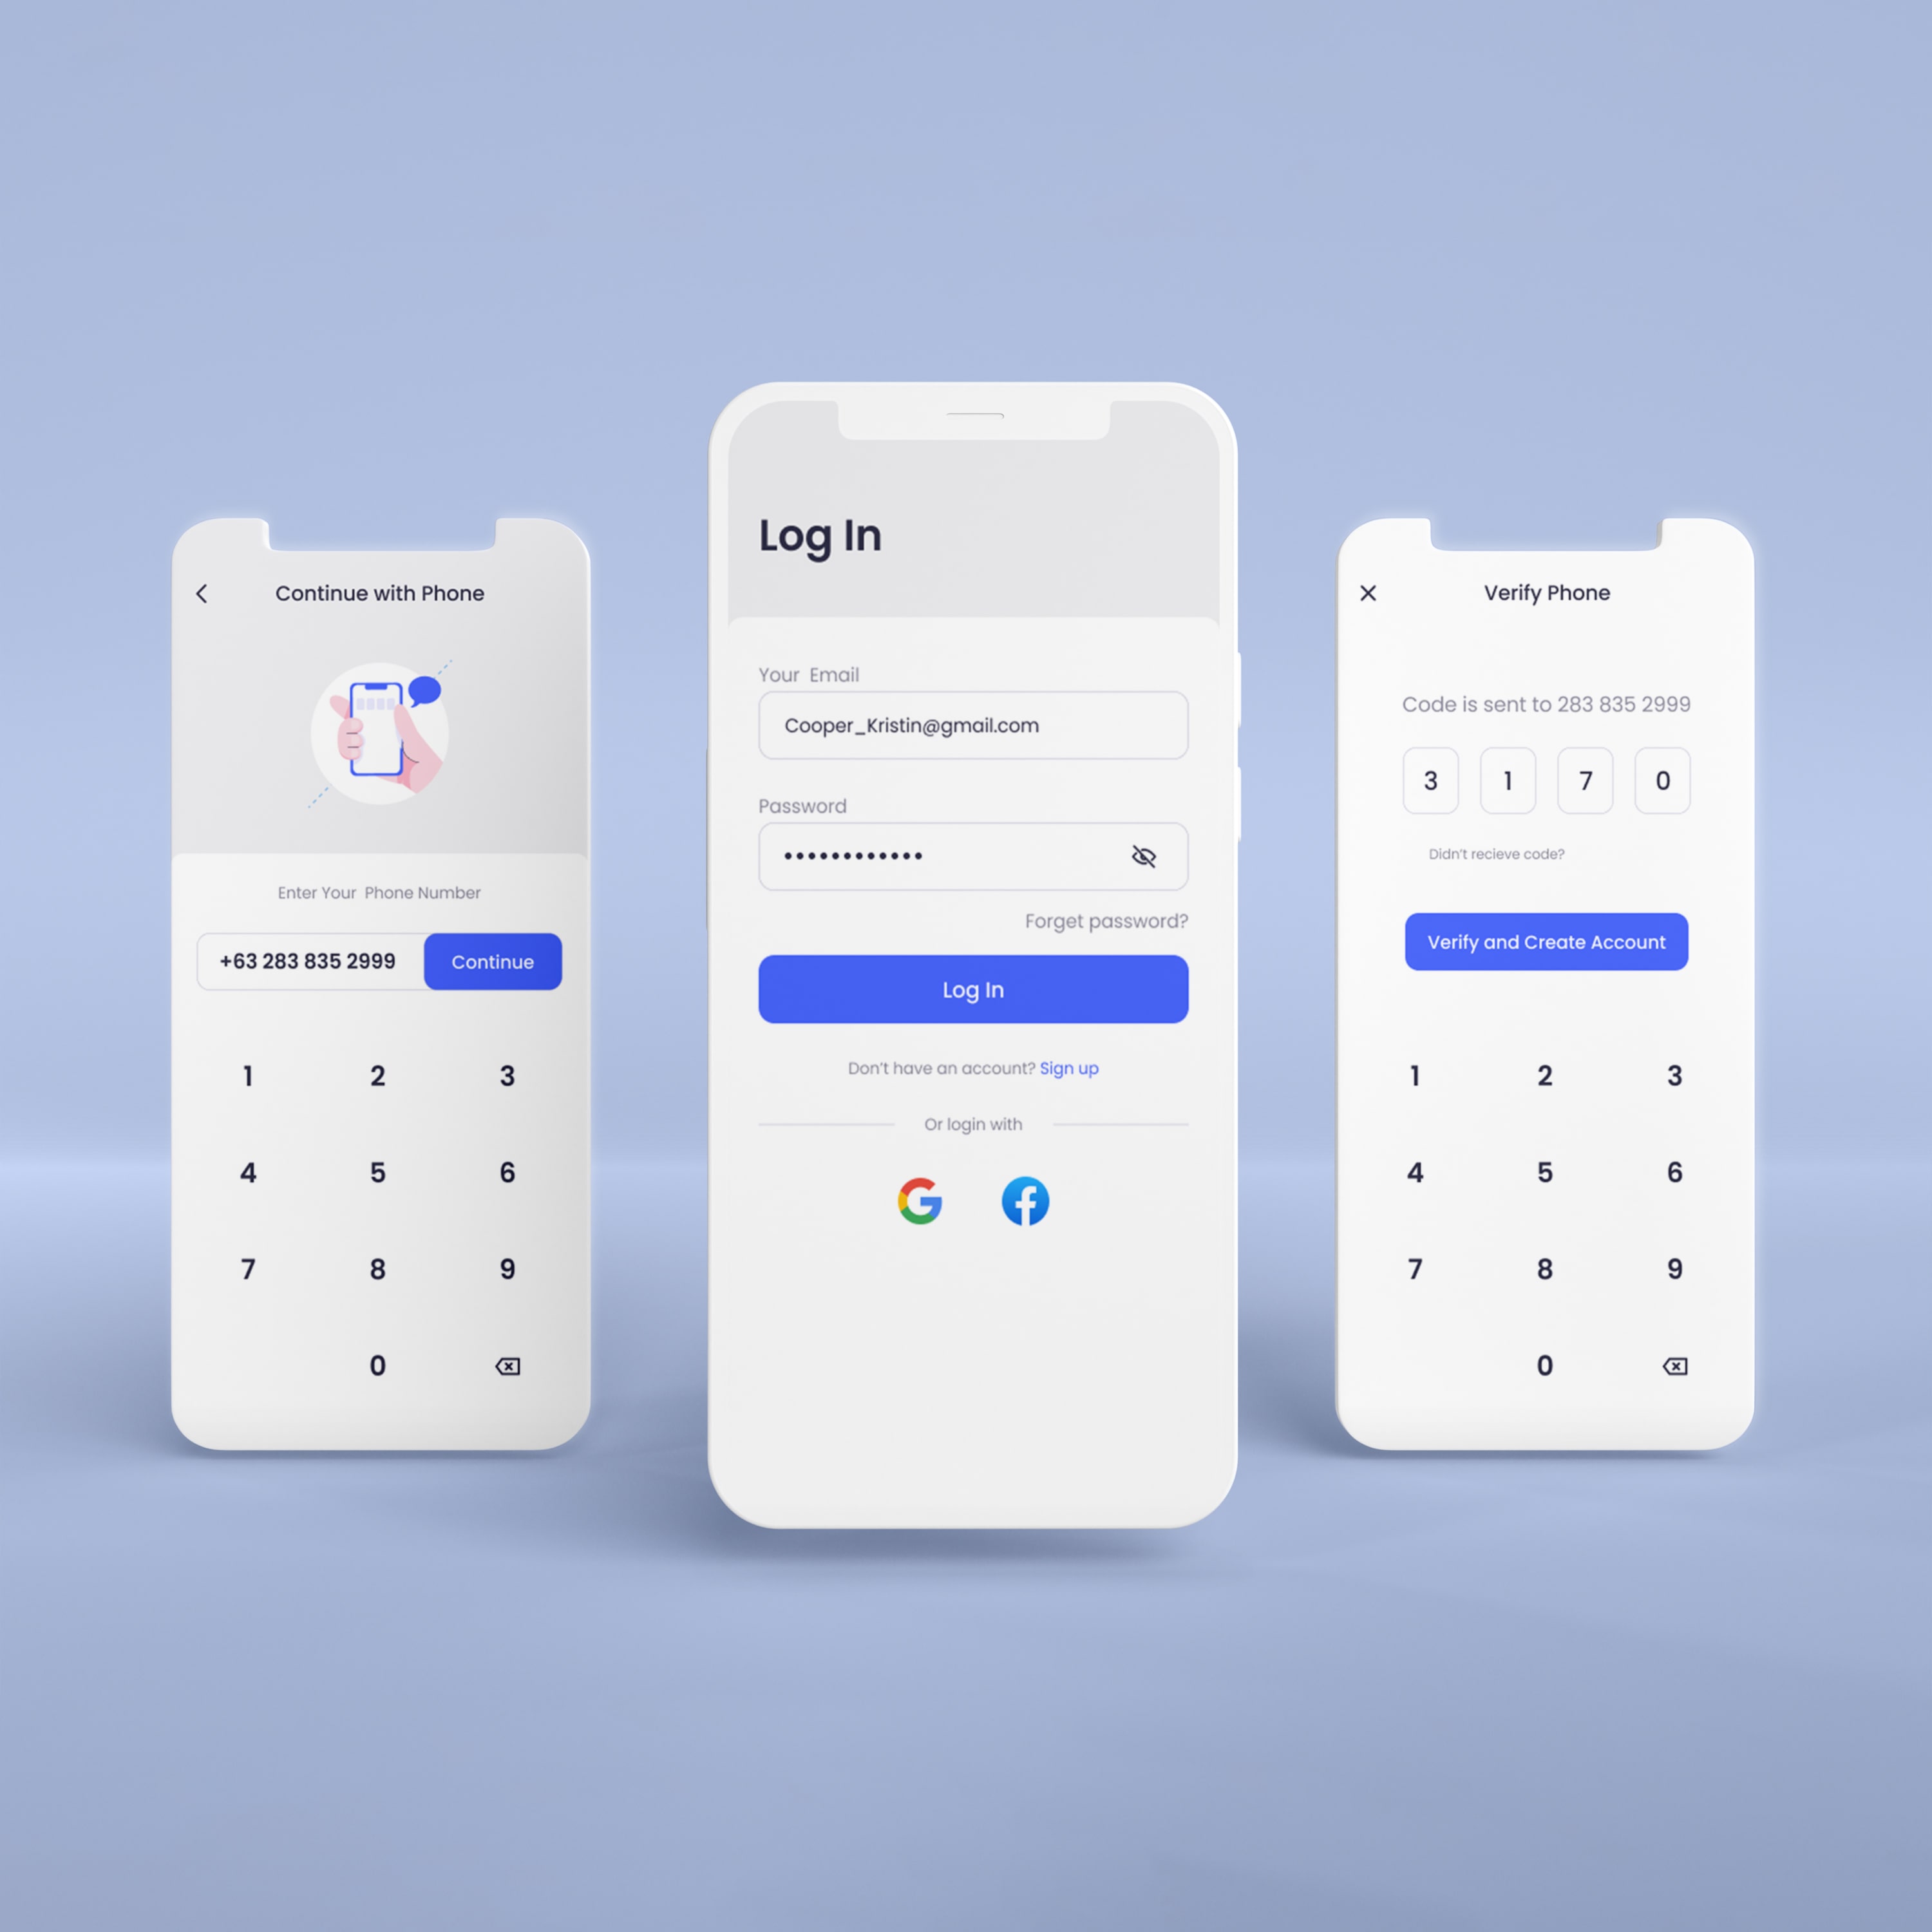 Continue with Phone
Enter Your  Phone Number
+63 283 835 2999
Continue
1 2 3
4 5 6
7 8 9
0
Log In
Your  Email
Cooper_Kristin@gmail.com
Password
Forget password?
Log In
Don't have an account? Sign up
Or login with
Verify Phone
Code is sent to 283 835 2999
3 1 7 0
Didn't recieve code?
Verify and Create Account
1 2 3
4 5 6
7 8 9
0